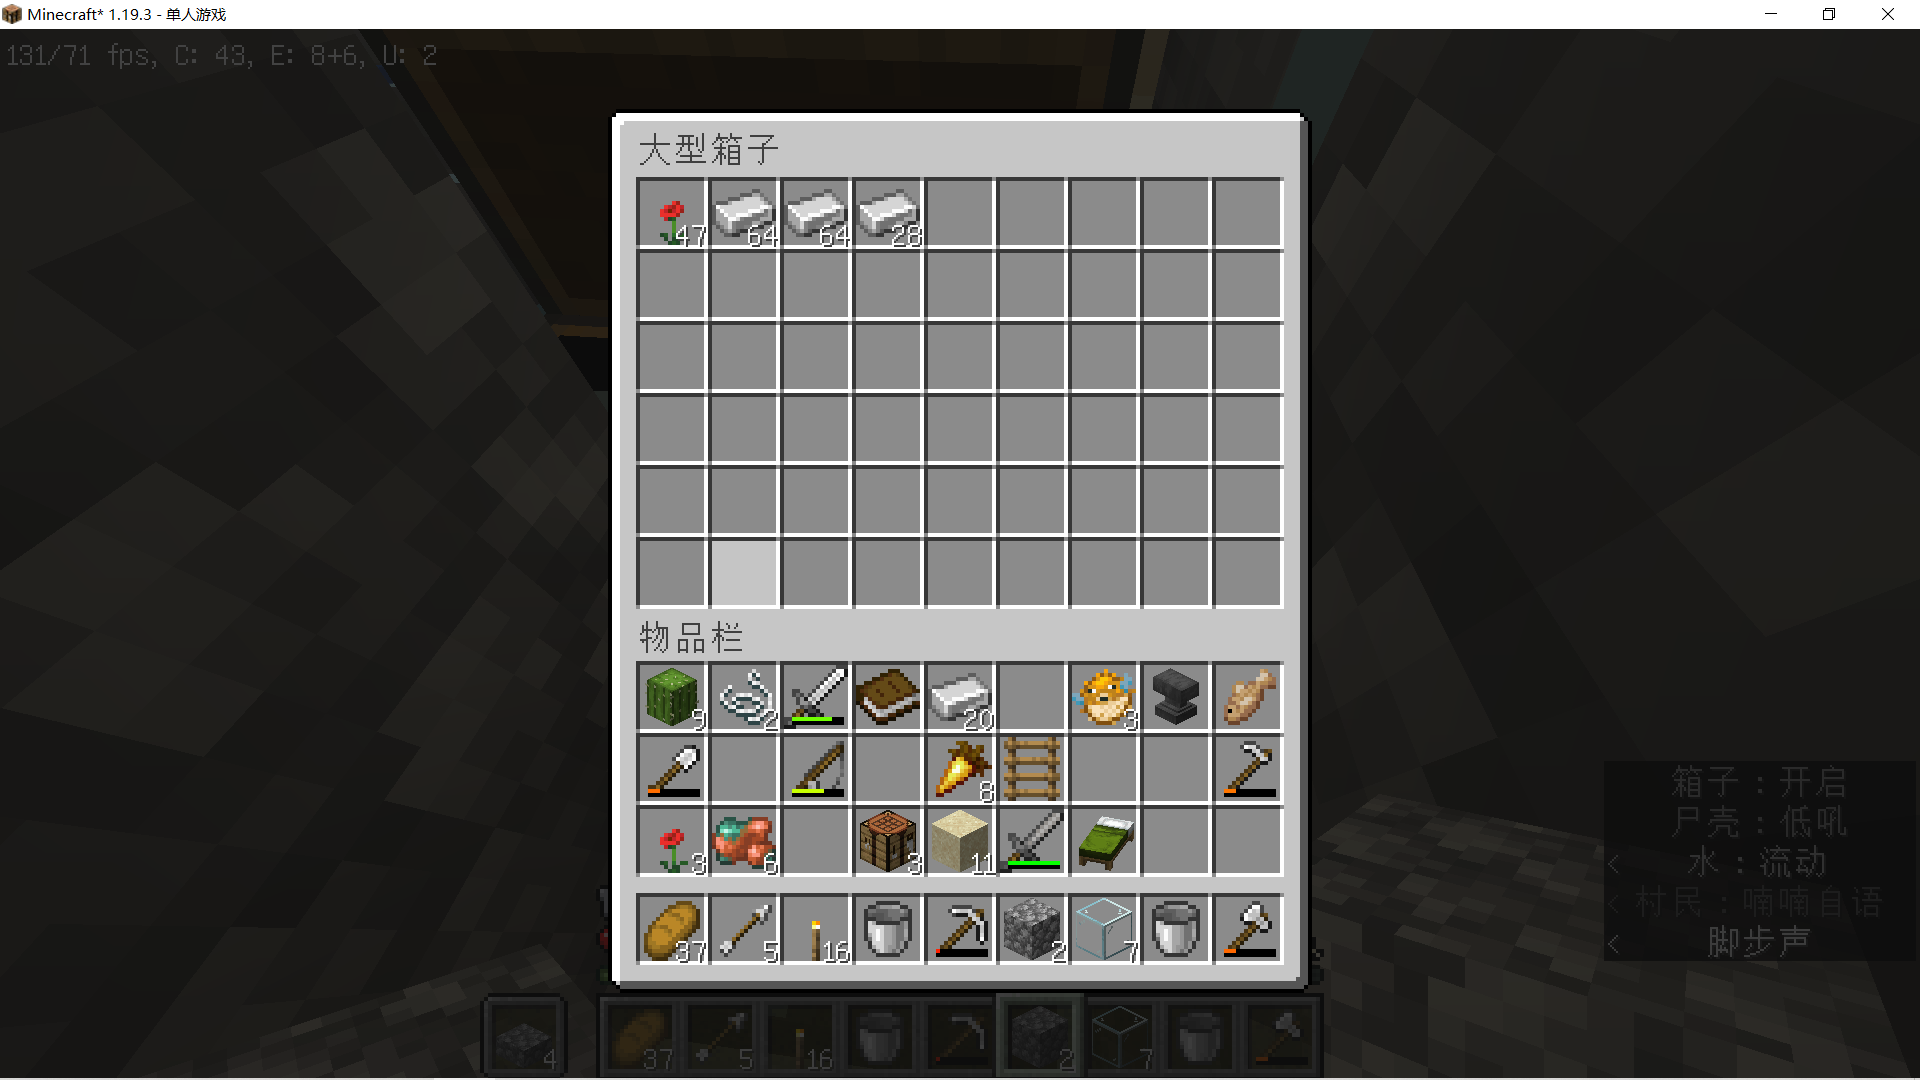 Minecraft* 1.19.3 - 单人游戏
131/71 fps, C: 43, E: 8+6, U: 2
大型箱子
47 64 64 28
物品栏
9 2 20 3
8
3 6 3 11
37 5 16 2 7
箱子：开启
尸壳：低吼
< 水：流动
< 村民：喃喃自语
< 脚步声
4 37 5 16 2 7